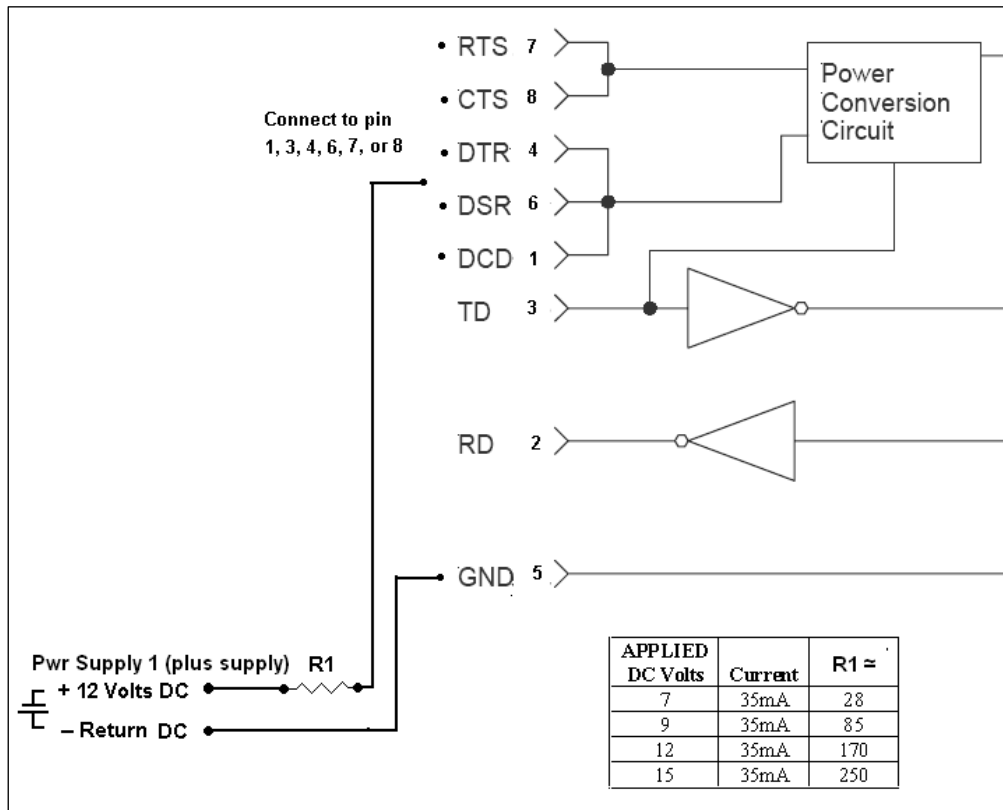 • RTS 7
• CTS 8
Power
Conversion
Circuit
Connect to pin
1, 3, 4, 6, 7, or 8
• DTR 4
• DSR 6
• DCD 1
TD 3
RD 2
GND 5
Pwr Supply 1 (plus supply) R1
+ 12 Volts DC
– Return DC
APPLIED
DC Volts Current R1 ≃
7 35mA 28
9 35mA 85
12 35mA 170
15 35mA 250